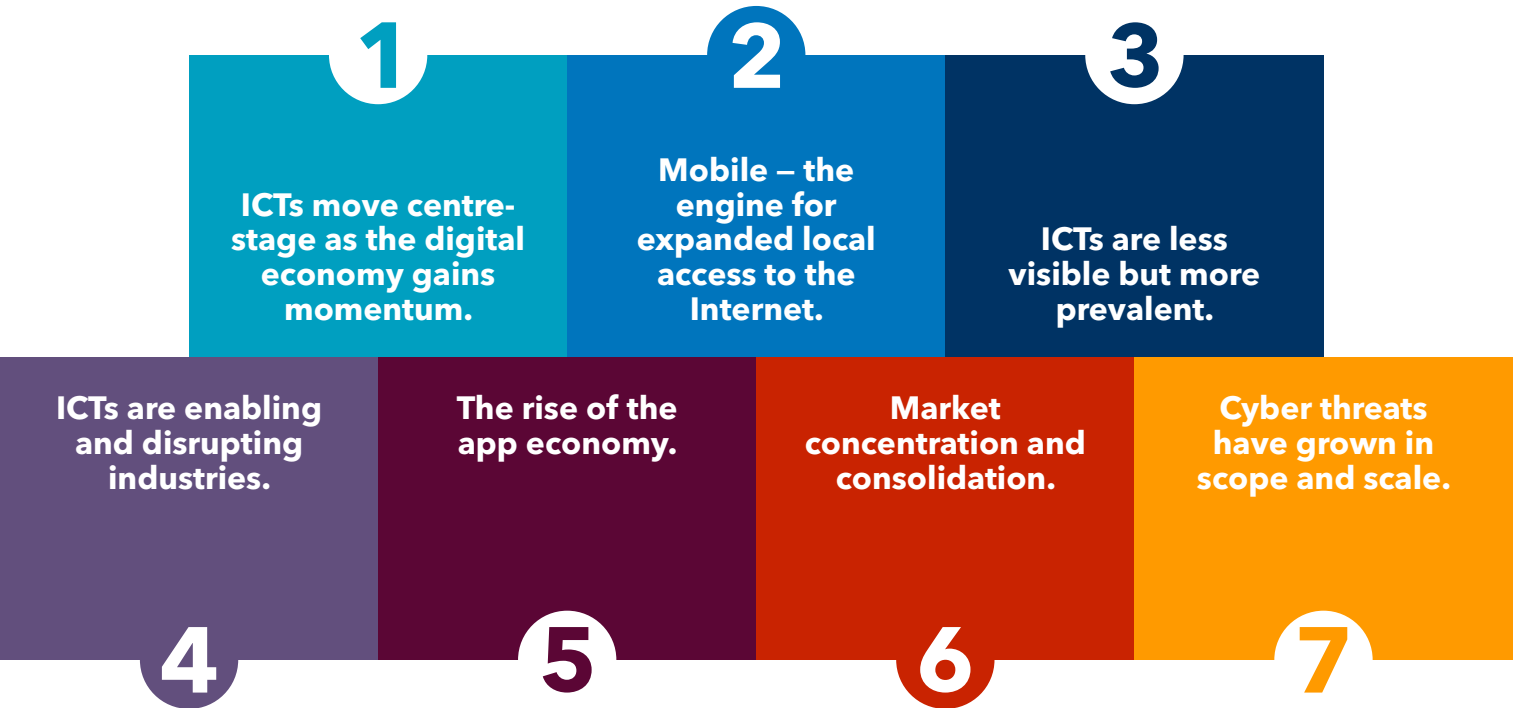 1
ICTs move centre-
stage as the digital
economy gains
momentum.
2
Mobile – the
engine for
expanded local
access to the
Internet.
3
ICTs are less
visible but more
prevalent.
ICTs are enabling
and disrupting
industries.
4
The rise of the
app economy.
5
Market
concentration and
consolidation.
6
Cyber threats
have grown in
scope and scale.
7